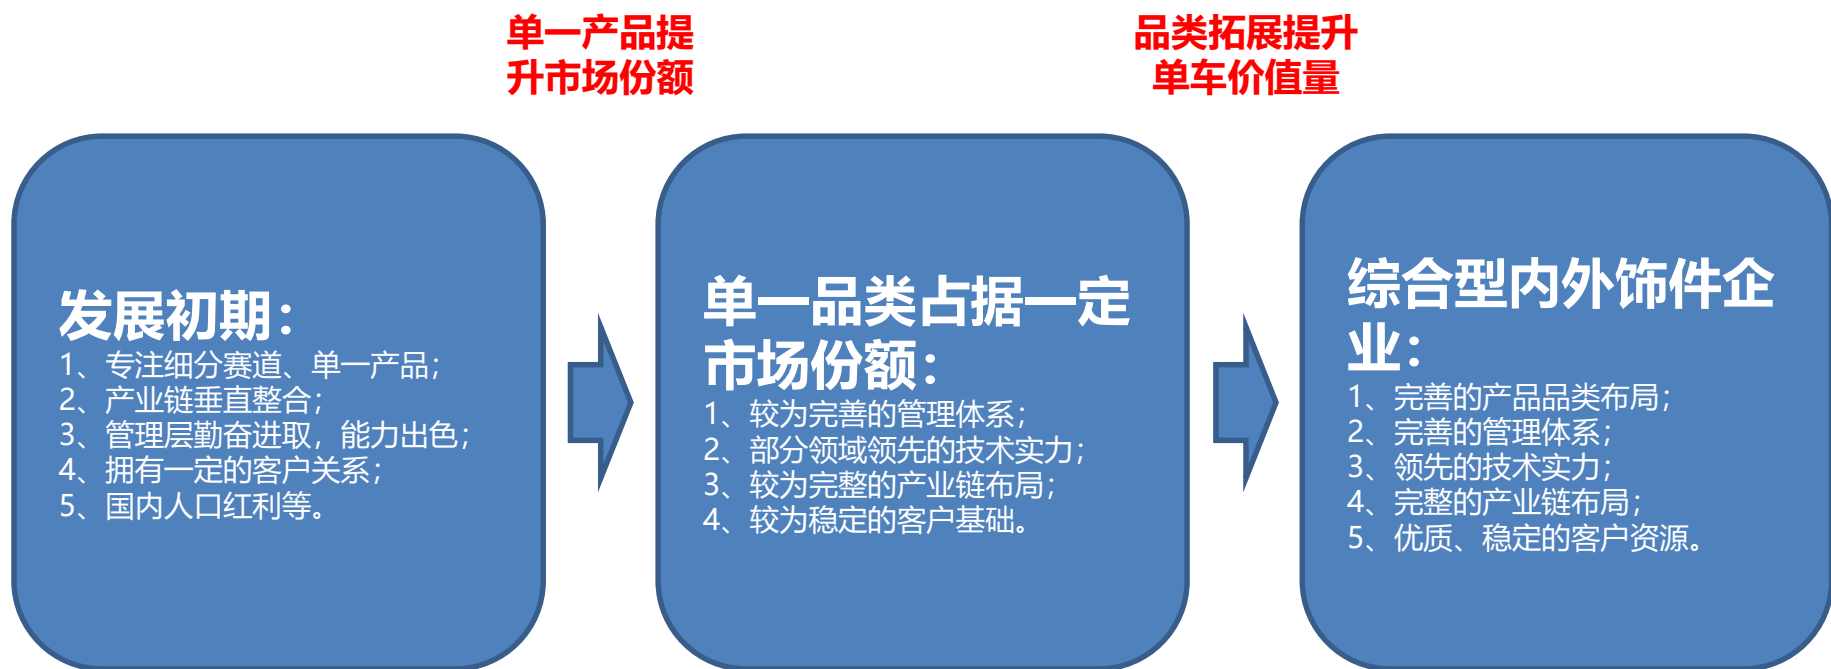 单一产品提
升市场份额
品类拓展提升
单车价值量
发展初期：
1、专注细分赛道、单一产品；
2、产业链垂直整合；
3、管理层勤奋进取，能力出色；
4、拥有一定的客户关系；
5、国内人口红利等。
单一品类占据一定
市场份额：
1、较为完善的管理体系；
2、部分领域领先的技术实力；
3、较为完整的产业链布局；
4、较为稳定的客户基础。
综合型内外饰件企
业：
1、完善的产品品类布局；
2、完善的管理体系；
3、领先的技术实力；
4、完整的产业链布局；
5、优质、稳定的客户资源。